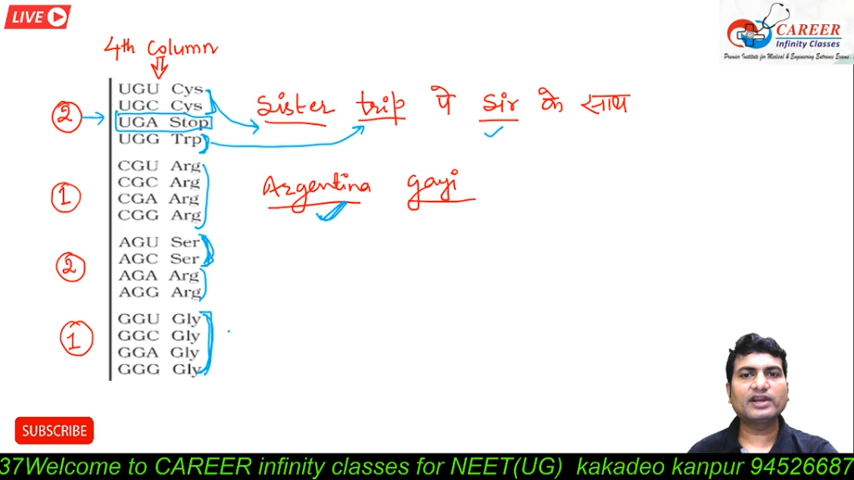 LIVE
CAREER
Infinity Classes
Premier Institute for Medical & Engineering Entrance Exams
4th Column
UGU Cys
UGC Cys
② UGA Stop
UGG Trp
Sister trip पे Sir के साथ
CGU Arg
CGC Arg
① CGA Arg
CGG Arg
Argentina gayi
AGU Ser
AGC Ser
② AGA Arg
AGG Arg
GGU Gly
① GGC Gly
GGA Gly
GGG Gly
SUBSCRIBE
37Welcome to CAREER infinity classes for NEET(UG) kakadeo kanpur 94526687